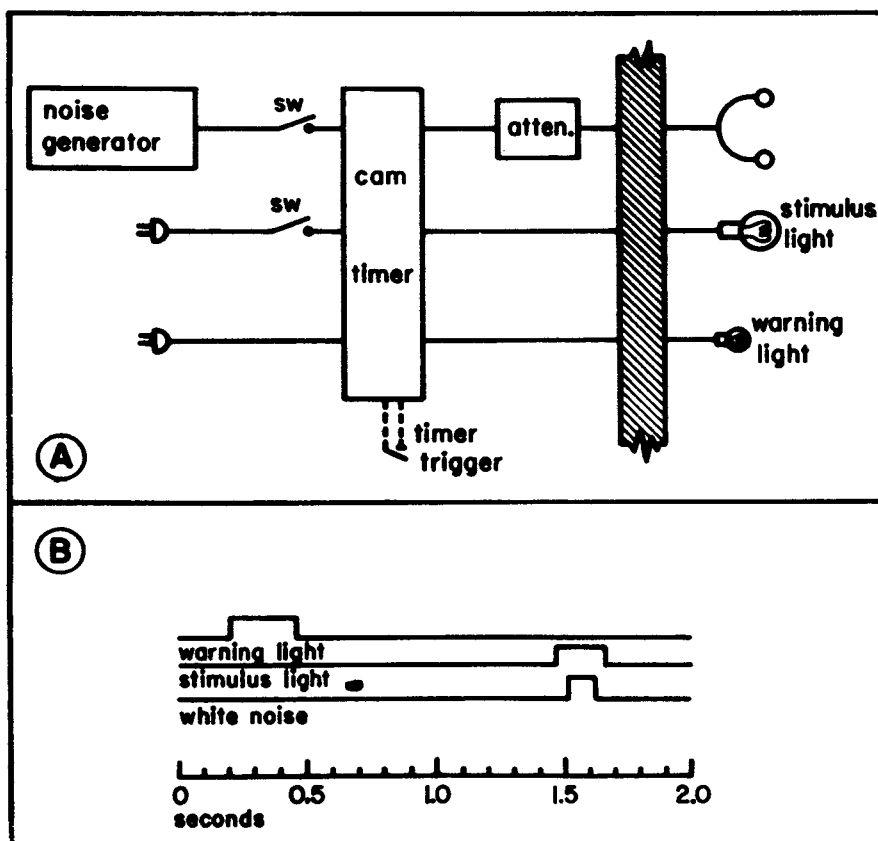 noise
generator
sw
cam
timer
atten.
sw
stimulus
light
warning
light
timer
trigger
A
B
warning light
stimulus light
white noise
0 0.5 1.0 1.5 2.0
seconds